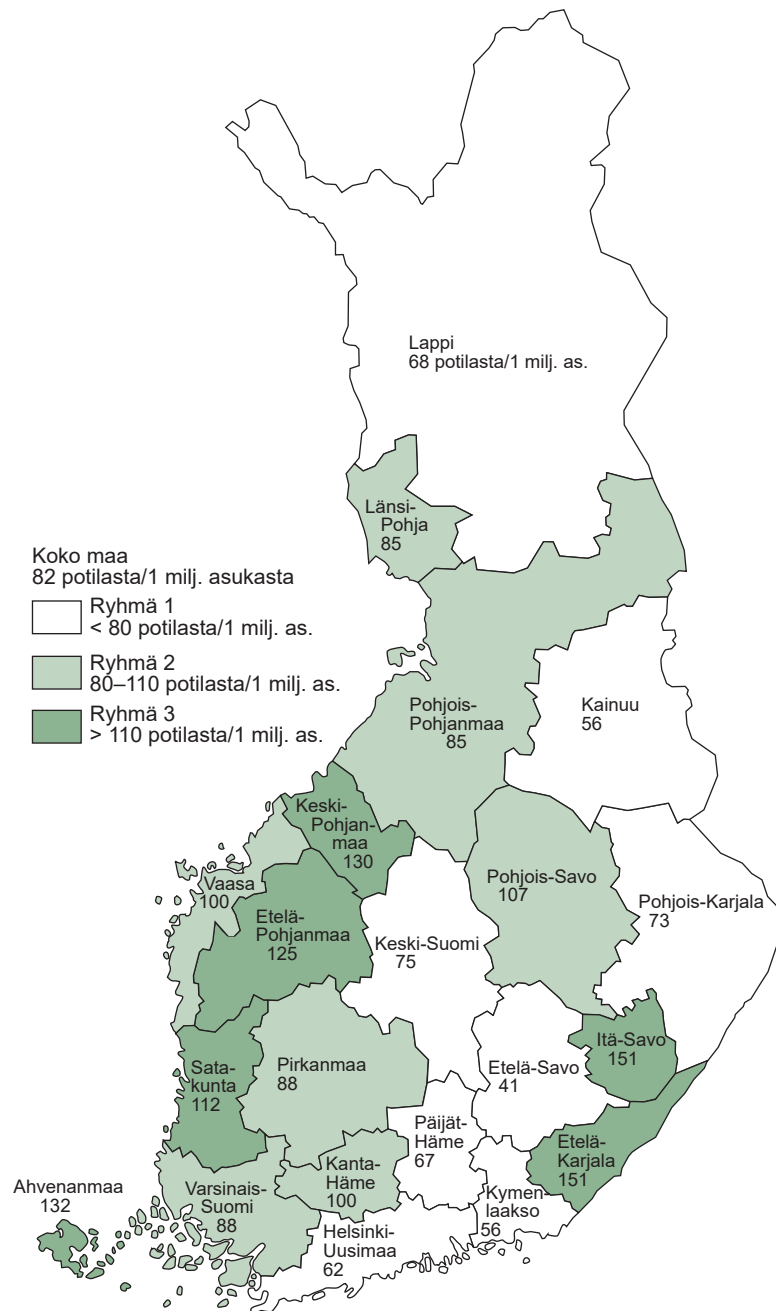 Lappi
68 potilasta/1 milj. as.
Länsi-
Pohja
85
Koko maa
82 potilasta/1 milj. asukasta
Ryhmä 1
< 80 potilasta/1 milj. as.
Ryhmä 2
80–110 potilasta/1 milj. as.
Ryhmä 3
> 110 potilasta/1 milj. as.
Pohjois-
Pohjanmaa
85
Kainuu
56
Keski-
Pohjan-
maa
130
Vaasa
100
Etelä-
Pohjanmaa
125
Keski-Suomi
75
Pohjois-Savo
107
Pohjois-Karjala
73
Sata-
kunta
112
Pirkanmaa
88
Etelä-Savo
41
Itä-Savo
151
Päijät-
Häme
67
Etelä-
Karjala
151
Kanta-
Häme
100
Kymen-
laakso
56
Ahvenanmaa
132
Varsinais-
Suomi
88
Helsinki-
Uusimaa
62